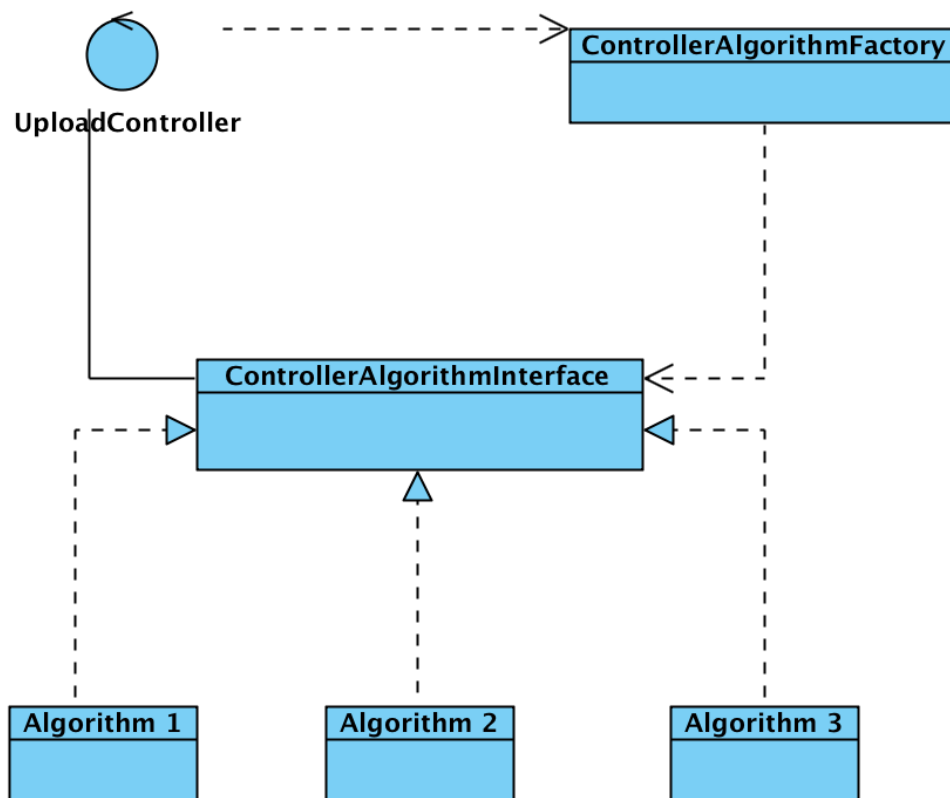 ControllerAlgorithmFactory
UploadController
ControllerAlgorithmInterface
Algorithm 1
Algorithm 2
Algorithm 3